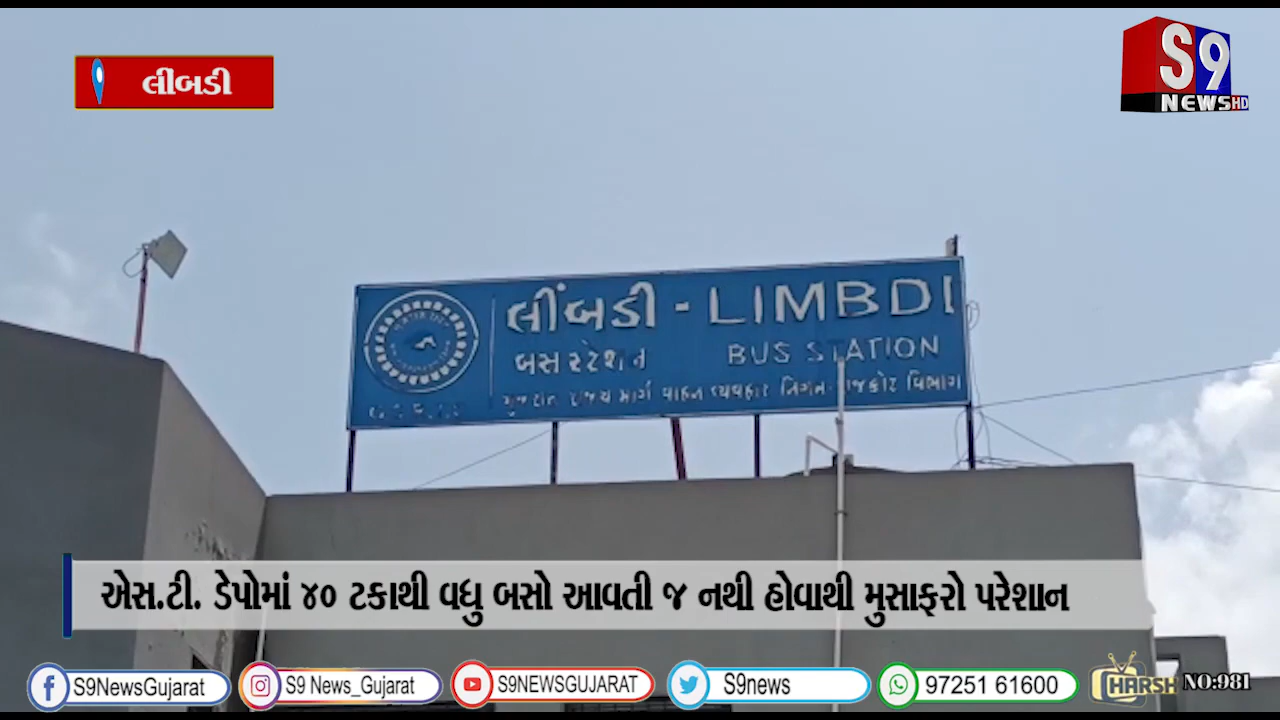 લીબડી
S9
NEWS HD
લીંબડી - LIMBDI
બસ સ્ટેશન BUS STATION
ગુજરાત રાજ્ય માર્ગ વાહન વ્યવહાર નિગમ રાજકોટ વિભાગ
એસ.ટી. ડેપોમાં ૪૦ ટકાથી વધુ બસો આવતી જ નથી હોવાથી મુસાફરો પરેશાન
S9NewsGujarat
S9 News_Gujarat
S9NEWSGUJARAT
S9news
97251 61600
CHARSH NO:981